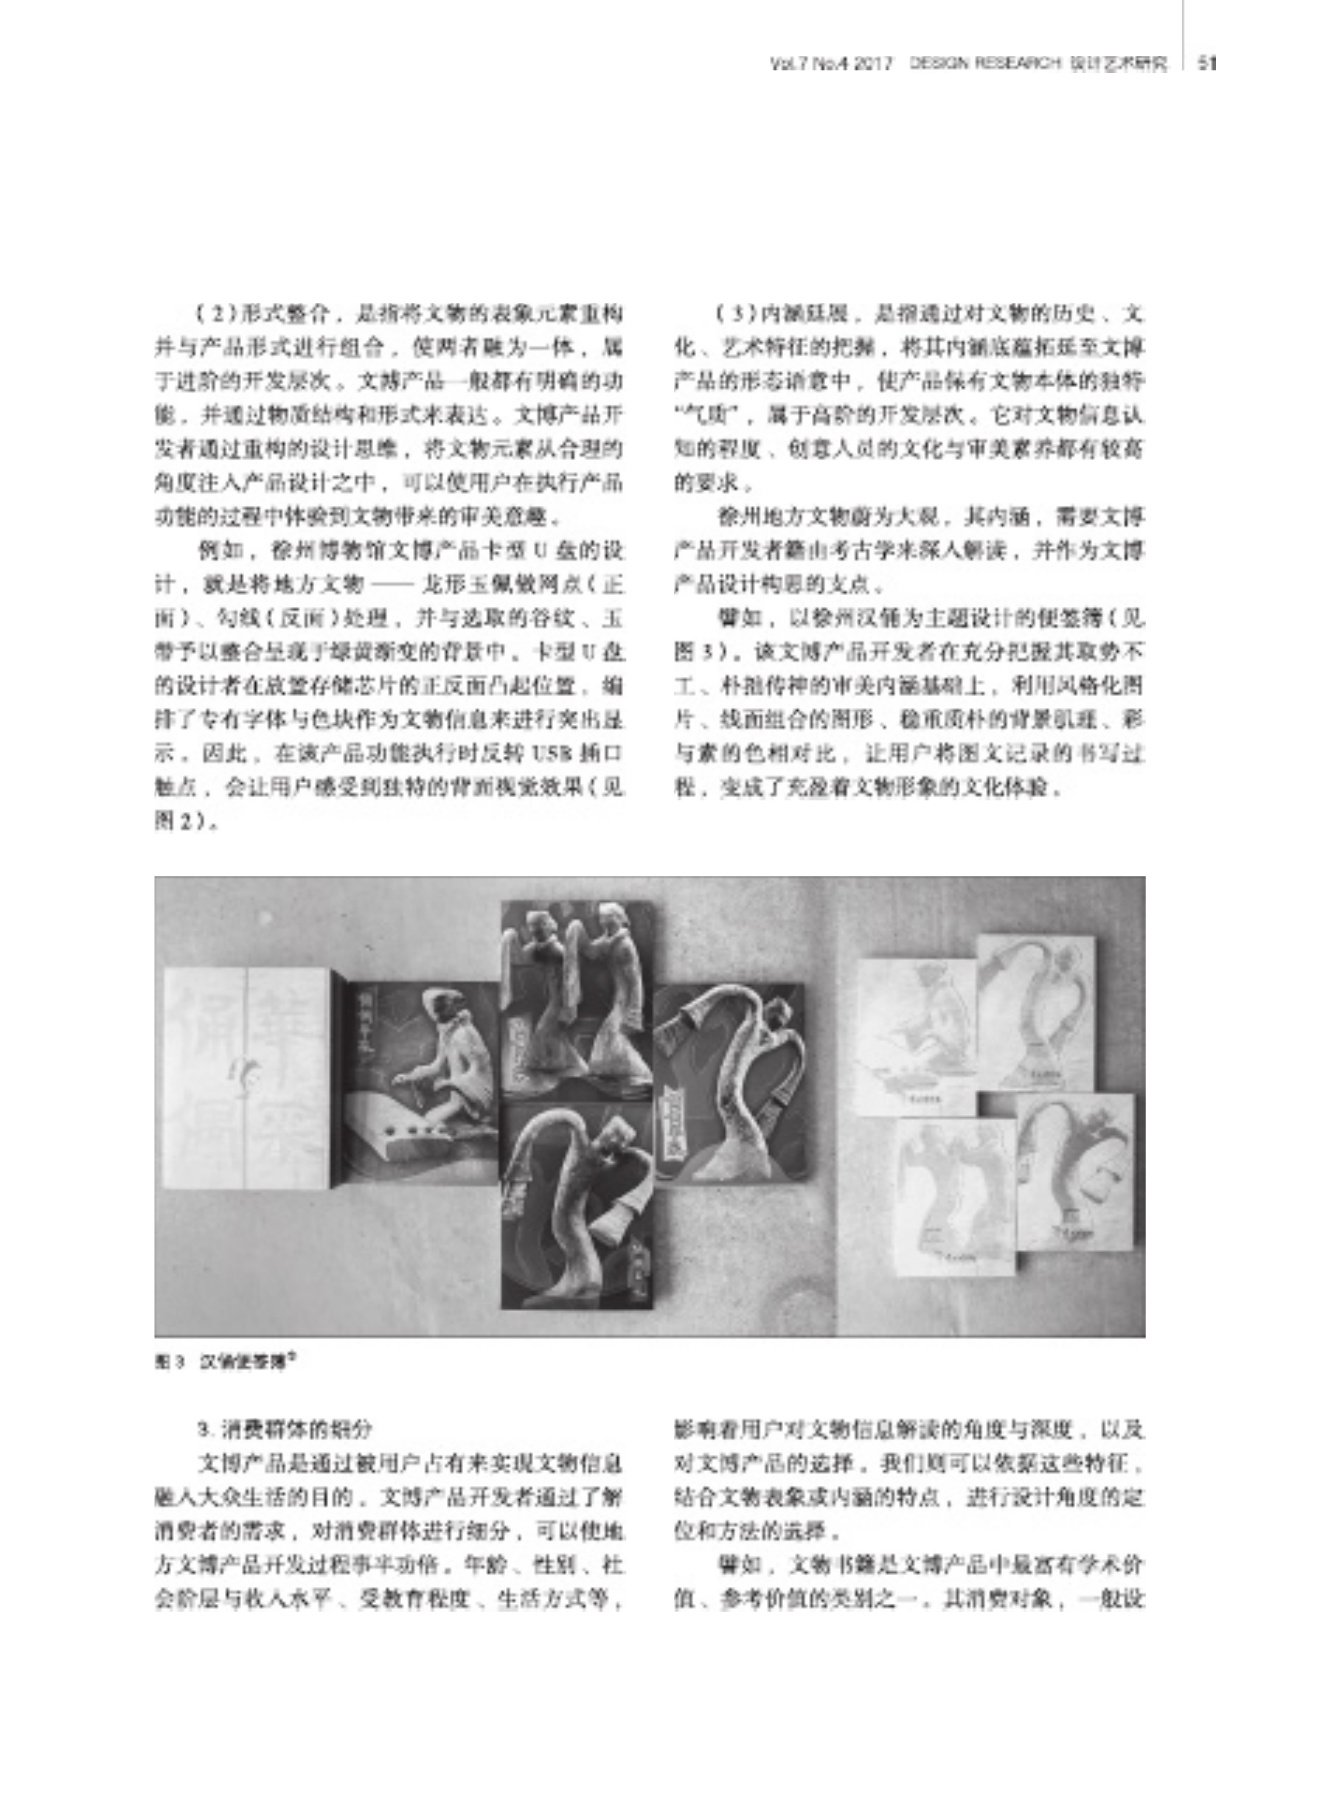 Vol.7 No.4 2017 DESIGN RESEARCH 设计艺术研究 51
（2）形式整合，是指将文物的表象元素重构
并与产品形式进行组合，使两者融为一体，属
于进阶的开发层次。文博产品一般都有明确的功
能，并通过物质结构和形式来表达。文博产品开
发者通过重构的设计思维，将文物元素从合理的
角度注入产品设计之中，可以使用户在执行产品
功能的过程中体验到文物带来的审美意趣。
例如，徐州博物馆文博产品卡型 U 盘的设
计，就是将地方文物 —— 龙形玉佩做网点（正
面）、勾线（反面）处理，并与选取的谷纹、玉
带予以整合呈现于绿黄渐变的背景中。卡型 U 盘
的设计者在放置存储芯片的正反面凸起位置，编
排了专有字体与色块作为文物信息来进行突出显
示。因此，在该产品功能执行时反转 USB 插口
触点，会让用户感受到独特的背面视觉效果（见
图 2）。
（3）内涵延展，是指通过对文物的历史、文
化、艺术特征的把握，将其内涵底蕴拓延至文博
产品的形态语意中，使产品保有文物本体的独特
“气质”，属于高阶的开发层次。它对文物信息认
知的程度、创意人员的文化与审美素养都有较高
的要求。
徐州地方文物蔚为大观，其内涵，需要文博
产品开发者籍由考古学来深入解读，并作为文博
产品设计构思的支点。
譬如，以徐州汉俑为主题设计的便签簿（见
图 3）。该文博产品开发者在充分把握其取势不
工、朴拙传神的审美内涵基础上，利用风格化图
片、线面组合的图形、稳重质朴的背景肌理、彩
与素的色相对比，让用户将图文记录的书写过
程，变成了充盈着文物形象的文化体验。
图 3 汉俑便签簿
3. 消费群体的细分
文博产品是通过被用户占有来实现文物信息
融入大众生活的目的。文博产品开发者通过了解
消费者的需求，对消费群体进行细分，可以使地
方文博产品开发过程事半功倍。年龄、性别、社
会阶层与收入水平、受教育程度、生活方式等，
影响着用户对文物信息解读的角度与深度，以及
对文博产品的选择。我们则可以依据这些特征，
结合文物表象或内涵的特点，进行设计角度的定
位和方法的选择。
譬如，文物书籍是文博产品中最富有学术价
值、参考价值的类别之一。其消费对象，一般设